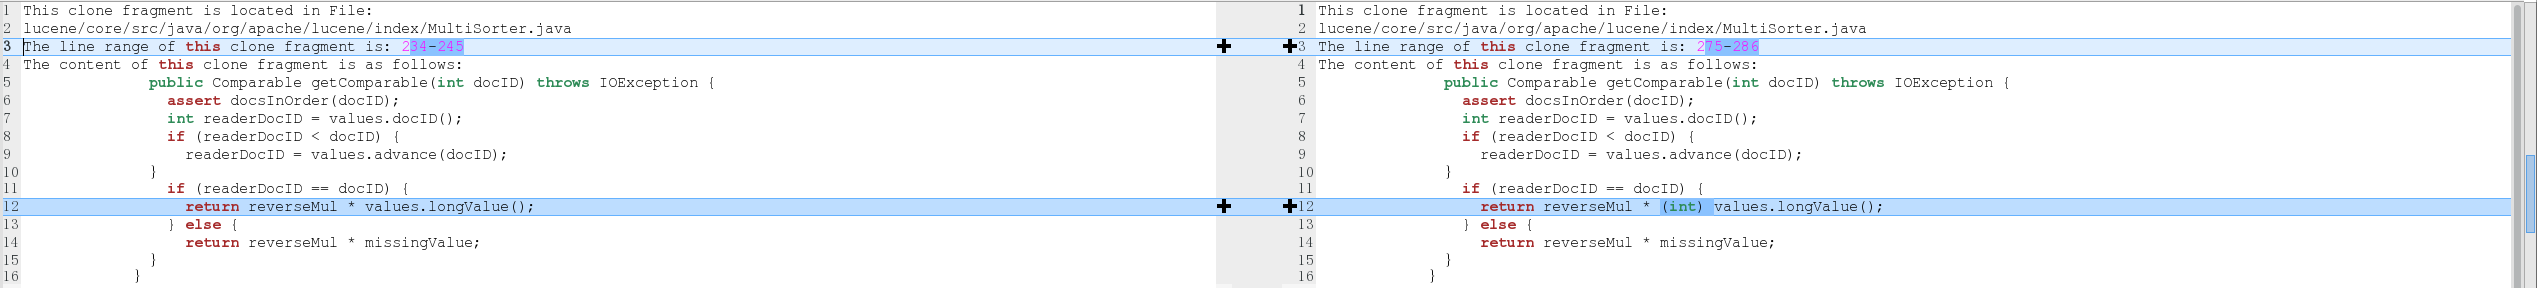 1 This clone fragment is located in File:
2 lucene/core/src/java/org/apache/lucene/index/MultiSorter.java
3 The line range of this clone fragment is: 234-245
4 The content of this clone fragment is as follows:
5 public Comparable getComparable(int docID) throws IOException {
6 assert docsInOrder(docID);
7 int readerDocID = values.docID();
8 if (readerDocID < docID) {
9 readerDocID = values.advance(docID);
10 }
11 if (readerDocID == docID) {
12 return reverseMul * values.longValue();
13 } else {
14 return reverseMul * missingValue;
15 }
16 }
1 This clone fragment is located in File:
2 lucene/core/src/java/org/apache/lucene/index/MultiSorter.java
3 The line range of this clone fragment is: 275-286
4 The content of this clone fragment is as follows:
5 public Comparable getComparable(int docID) throws IOException {
6 assert docsInOrder(docID);
7 int readerDocID = values.docID();
8 if (readerDocID < docID) {
9 readerDocID = values.advance(docID);
10 }
11 if (readerDocID == docID) {
12 return reverseMul * (int) values.longValue();
13 } else {
14 return reverseMul * missingValue;
15 }
16 }